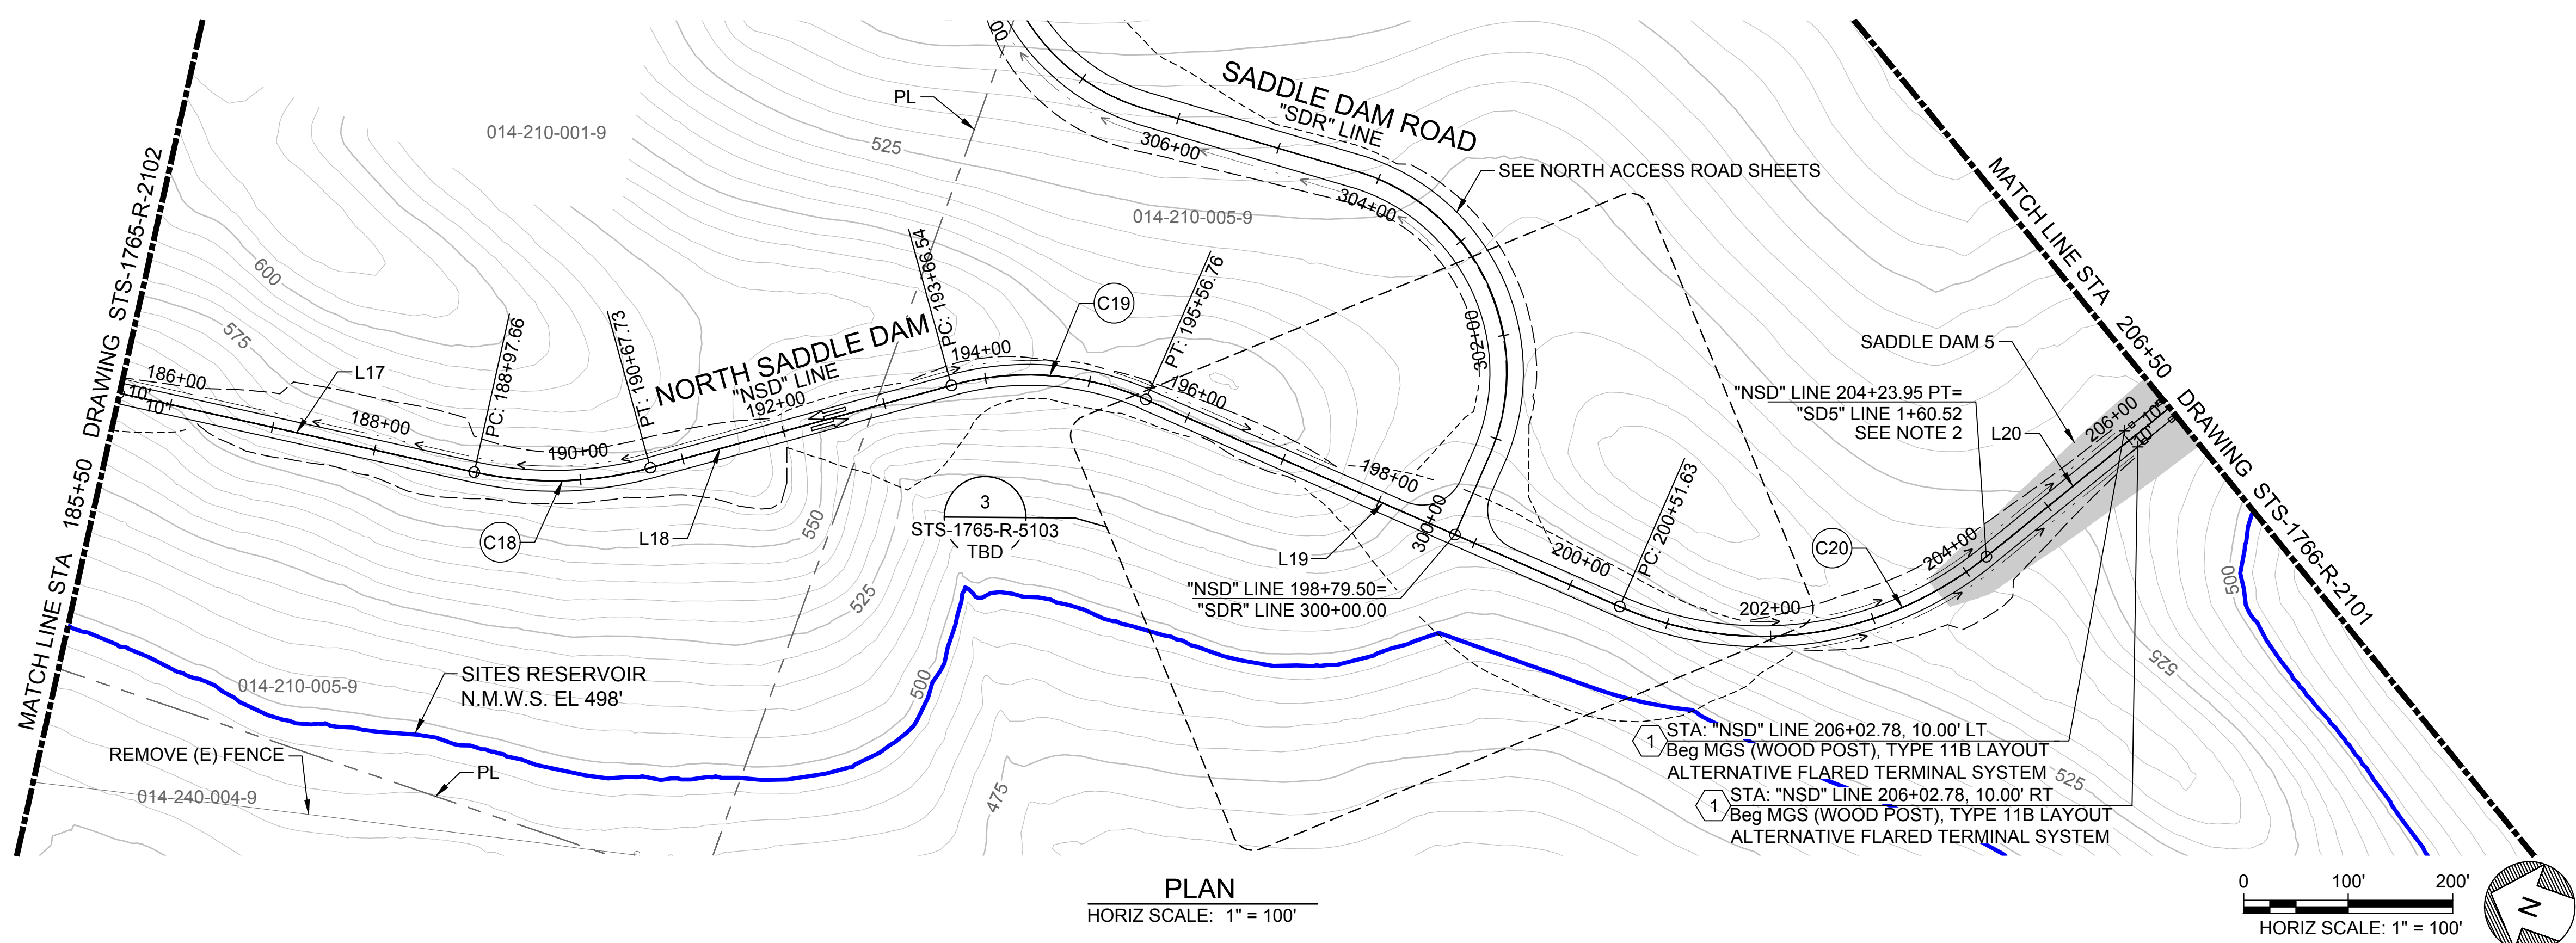 MATCH LINE STA 185+50 DRAWING STS-1765-R-2102
014-210-001-9
525
600
575
186+00
10'
10'
L17
188+00
PC: 188+97.66
190+00
C18
PT: 190+67.73
L18
NORTH SADDLE DAM
"NSD" LINE
192+00
PL
PC: 193+66.54
194+00
C19
PT: 195+56.76
196+00
00
SADDLE DAM ROAD
"SDR" LINE
306+00
304+00
SEE NORTH ACCESS ROAD SHEETS
014-210-005-9
302+00
300+00
198+00
L19
"NSD" LINE 198+79.50=
"SDR" LINE 300+00.00
3
STS-1765-R-5103
TBD
550
525
500
475
200+00
PC: 200+51.63
202+00
C20
204+00
SADDLE DAM 5
"NSD" LINE 204+23.95 PT=
"SD5" LINE 1+60.52
SEE NOTE 2
L20
206+00
10'
10'
MATCH LINE STA 206+50 DRAWING STS-1766-R-2101
500
525
525
1
STA: "NSD" LINE 206+02.78, 10.00' LT
Beg MGS (WOOD POST), TYPE 11B LAYOUT
ALTERNATIVE FLARED TERMINAL SYSTEM
1
STA: "NSD" LINE 206+02.78, 10.00' RT
Beg MGS (WOOD POST), TYPE 11B LAYOUT
ALTERNATIVE FLARED TERMINAL SYSTEM
014-210-005-9
SITES RESERVOIR
N.M.W.S. EL 498'
REMOVE (E) FENCE
PL
014-240-004-9
PLAN
HORIZ SCALE: 1" = 100'
0 100' 200'
HORIZ SCALE: 1" = 100'
N